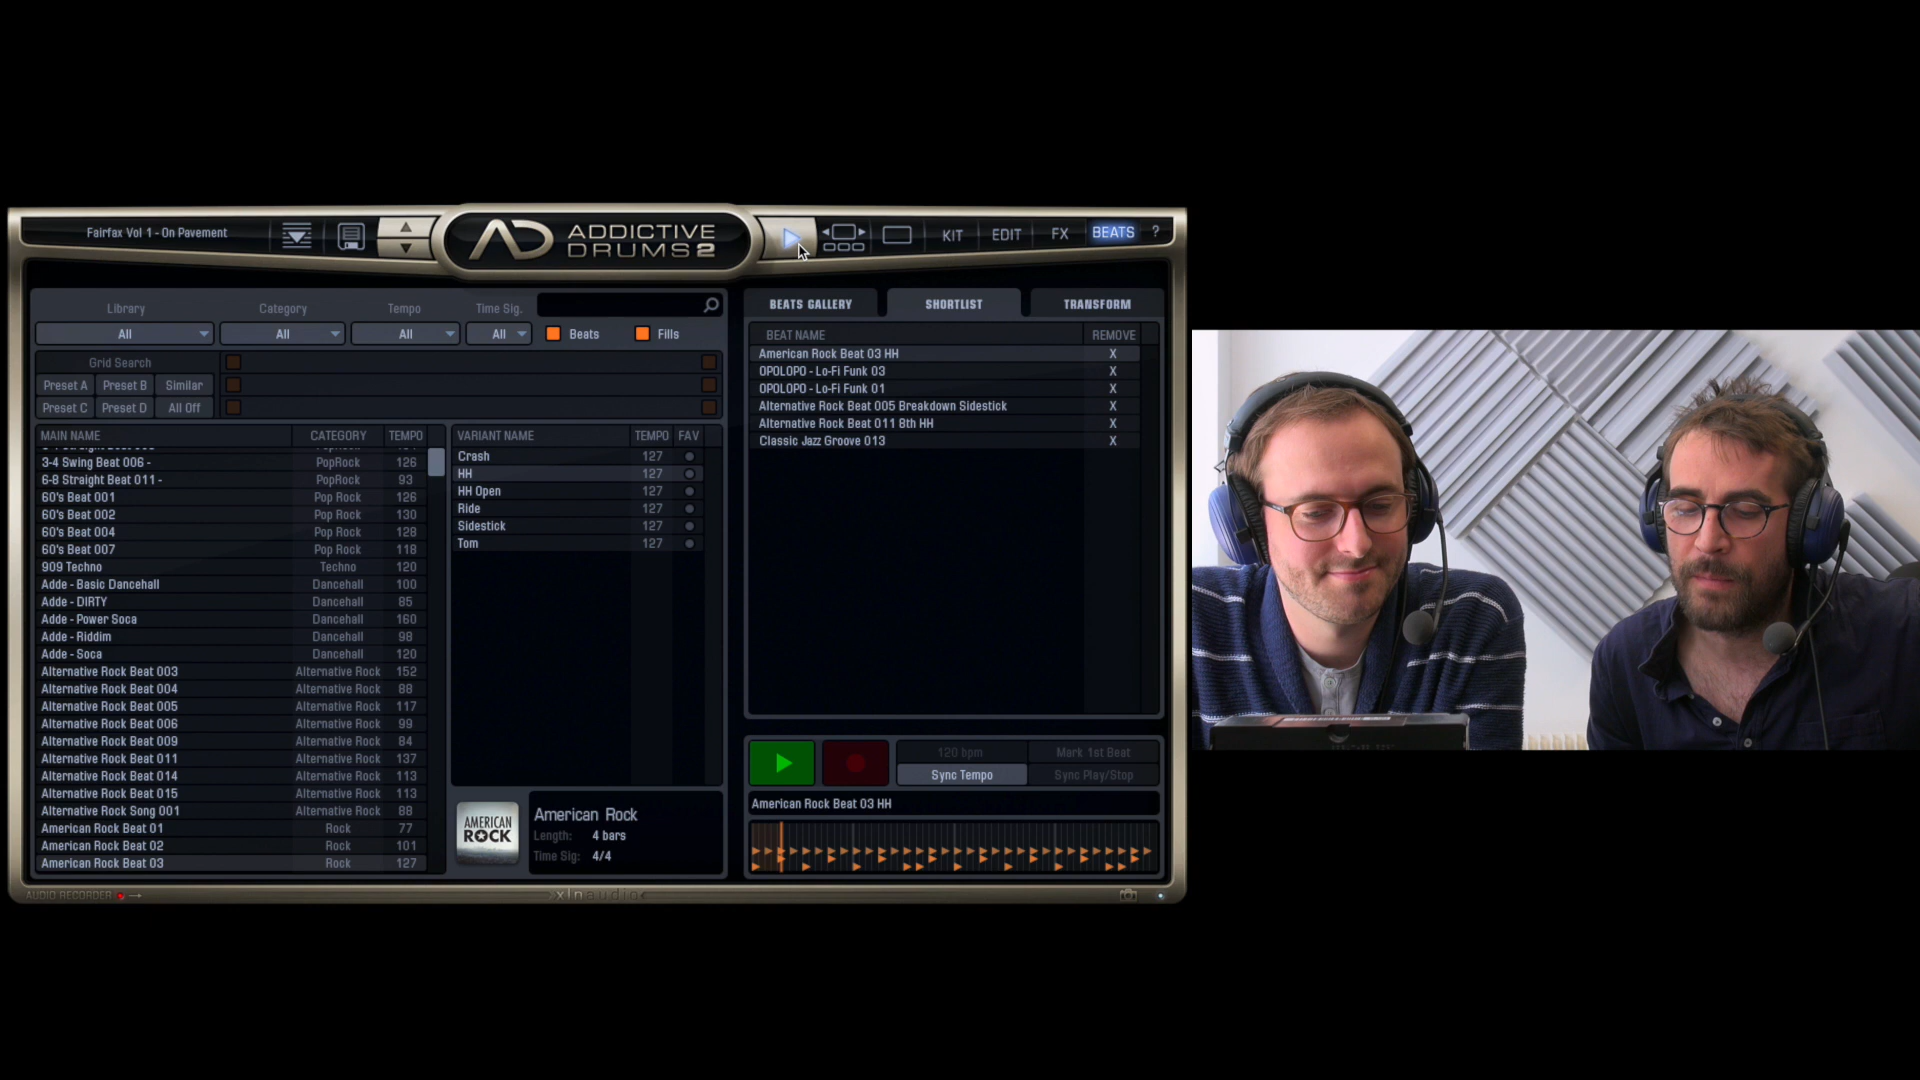 Fairfax Vol 1 - On Pavement
ADDICTIVE
DRUMS 2
KIT
EDIT
FX
BEATS
?
Library
Category
Tempo
Time Sig.
All
All
All
All
Beats
Fills
Grid Search
Preset A
Preset B
Similar
Preset C
Preset D
All Off
MAIN NAME CATEGORY TEMPO
3-4 Swing Beat 006 - PopRock 126
6-8 Straight Beat 011 - PopRock 93
60's Beat 001 Pop Rock 126
60's Beat 002 Pop Rock 130
60's Beat 004 Pop Rock 128
60's Beat 007 Pop Rock 118
909 Techno Techno 120
Adde - Basic Dancehall Dancehall 100
Adde - DIRTY Dancehall 85
Adde - Power Soca Dancehall 160
Adde - Riddim Dancehall 98
Adde - Soca Dancehall 120
Alternative Rock Beat 003 Alternative Rock 152
Alternative Rock Beat 004 Alternative Rock 88
Alternative Rock Beat 005 Alternative Rock 117
Alternative Rock Beat 006 Alternative Rock 99
Alternative Rock Beat 009 Alternative Rock 84
Alternative Rock Beat 011 Alternative Rock 137
Alternative Rock Beat 014 Alternative Rock 113
Alternative Rock Beat 015 Alternative Rock 113
Alternative Rock Song 001 Alternative Rock 88
American Rock Beat 01 Rock 77
American Rock Beat 02 Rock 101
American Rock Beat 03 Rock 127
VARIANT NAME TEMPO FAV
Crash 127
HH 127
HH Open 127
Ride 127
Sidestick 127
Tom 127
AMERICAN
ROCK
American Rock
Length: 4 bars
Time Sig: 4/4
BEATS GALLERY
SHORTLIST
TRANSFORM
BEAT NAME REMOVE
American Rock Beat 03 HH X
OPOLOPO - Lo-Fi Funk 03 X
OPOLOPO - Lo-Fi Funk 01 X
Alternative Rock Beat 005 Breakdown Sidestick X
Alternative Rock Beat 011 8th HH X
Classic Jazz Groove 013 X
120 bpm
Mark 1st Beat
Sync Tempo
Sync Play/Stop
American Rock Beat 03 HH
AUDIO RECORDER
xlnaudio